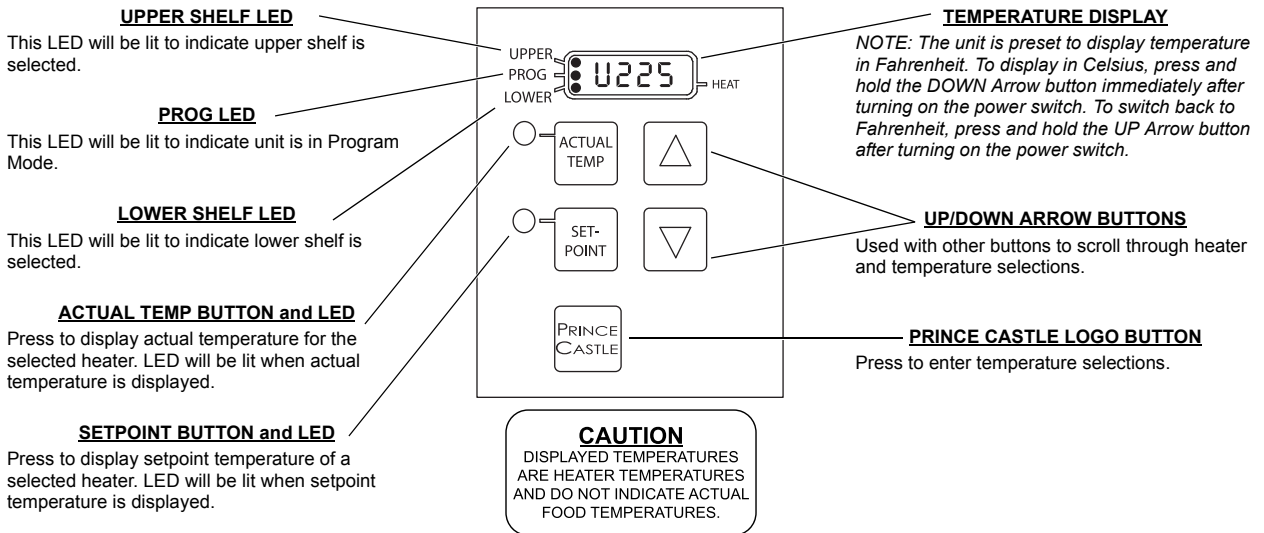 UPPER SHELF LED
This LED will be lit to indicate upper shelf is
selected.
PROG LED
This LED will be lit to indicate unit is in Program
Mode.
LOWER SHELF LED
This LED will be lit to indicate lower shelf is
selected.
ACTUAL TEMP BUTTON and LED
Press to display actual temperature for the
selected heater. LED will be lit when actual
temperature is displayed.
SETPOINT BUTTON and LED
Press to display setpoint temperature of a
selected heater. LED will be lit when setpoint
temperature is displayed.
UPPER
PROG
LOWER
U225
HEAT
ACTUAL
TEMP
SET-
POINT
PRINCE
CASTLE
CAUTION
DISPLAYED TEMPERATURES
ARE HEATER TEMPERATURES
AND DO NOT INDICATE ACTUAL
FOOD TEMPERATURES.
TEMPERATURE DISPLAY
NOTE: The unit is preset to display temperature
in Fahrenheit. To display in Celsius, press and
hold the DOWN Arrow button immediately after
turning on the power switch. To switch back to
Fahrenheit, press and hold the UP Arrow button
after turning on the power switch.
UP/DOWN ARROW BUTTONS
Used with other buttons to scroll through heater
and temperature selections.
PRINCE CASTLE LOGO BUTTON
Press to enter temperature selections.